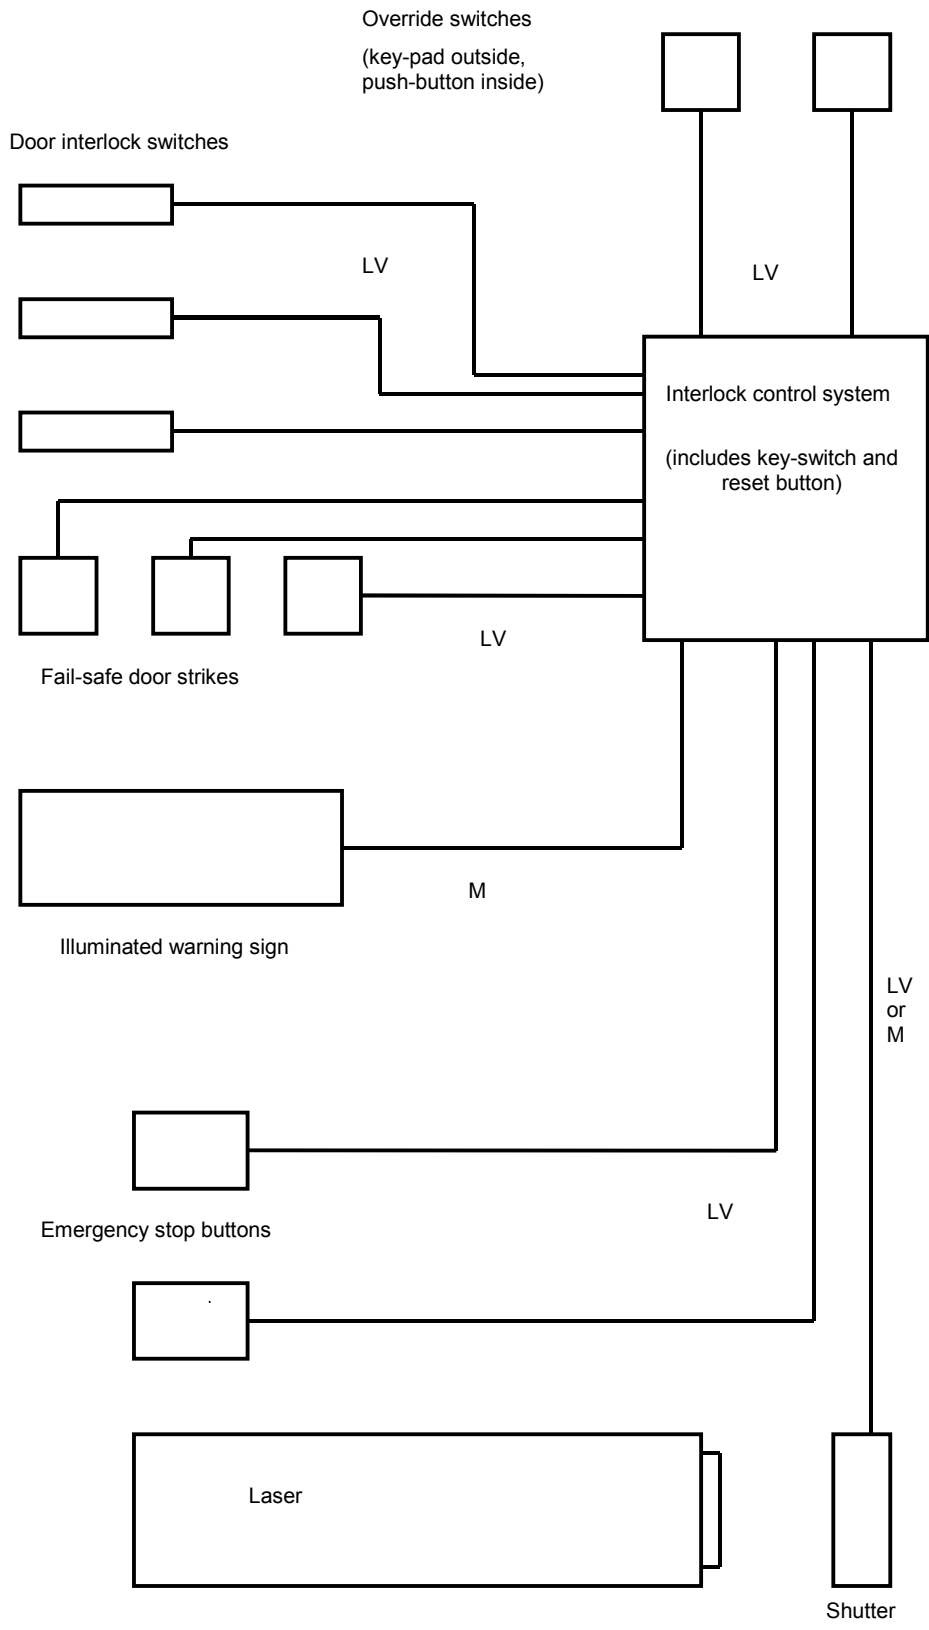 Override switches
(key-pad outside,
push-button inside)
Door interlock switches
LV
LV
Interlock control system
(includes key-switch and
reset button)
LV
Fail-safe door strikes
M
Illuminated warning sign
LV
or
M
LV
Emergency stop buttons
Laser
Shutter